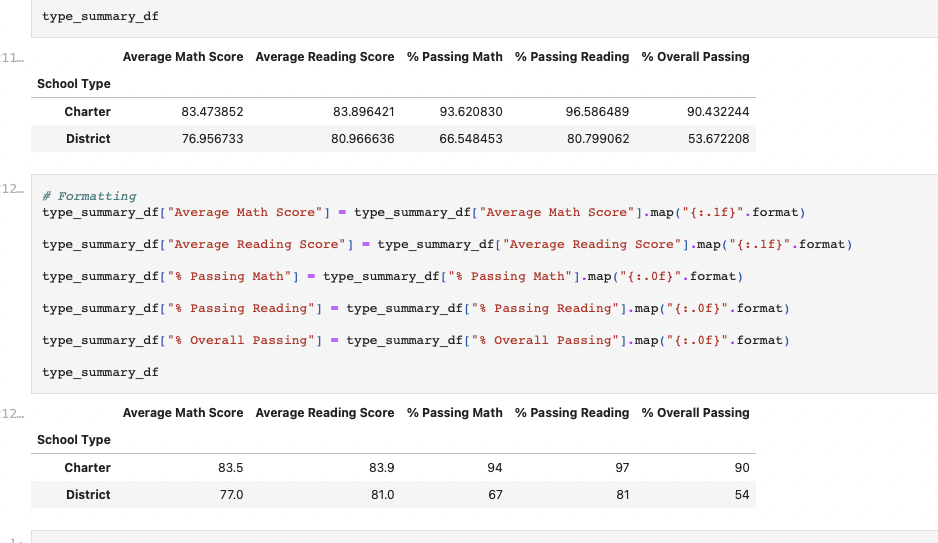 type_summary_df
11…
Average Math Score Average Reading Score % Passing Math % Passing Reading % Overall Passing
School Type
Charter 83.473852 83.896421 93.620830 96.586489 90.432244
District 76.956733 80.966636 66.548453 80.799062 53.672208
12…
# Formatting
type_summary_df["Average Math Score"] = type_summary_df["Average Math Score"].map("{:.1f}".format)
type_summary_df["Average Reading Score"] = type_summary_df["Average Reading Score"].map("{:.1f}".format)
type_summary_df["% Passing Math"] = type_summary_df["% Passing Math"].map("{:.0f}".format)
type_summary_df["% Passing Reading"] = type_summary_df["% Passing Reading"].map("{:.0f}".format)
type_summary_df["% Overall Passing"] = type_summary_df["% Overall Passing"].map("{:.0f}".format)
type_summary_df
12…
Average Math Score Average Reading Score % Passing Math % Passing Reading % Overall Passing
School Type
Charter 83.5 83.9 94 97 90
District 77.0 81.0 67 81 54